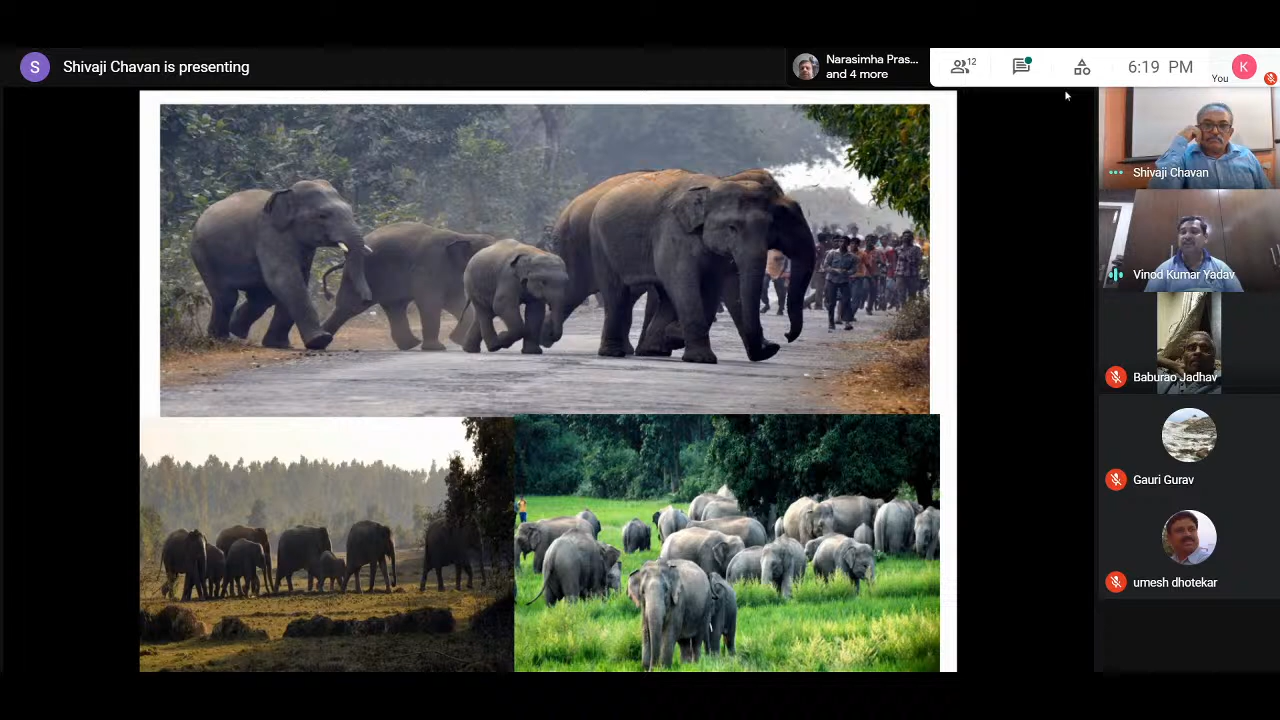 S
Shivaji Chavan is presenting
Narasimha Pras...
and 4 more
12
6:19 PM
You
K
Shivaji Chavan
Vinod Kumar Yadav
Baburao Jadhav
Gauri Gurav
umesh dhotekar